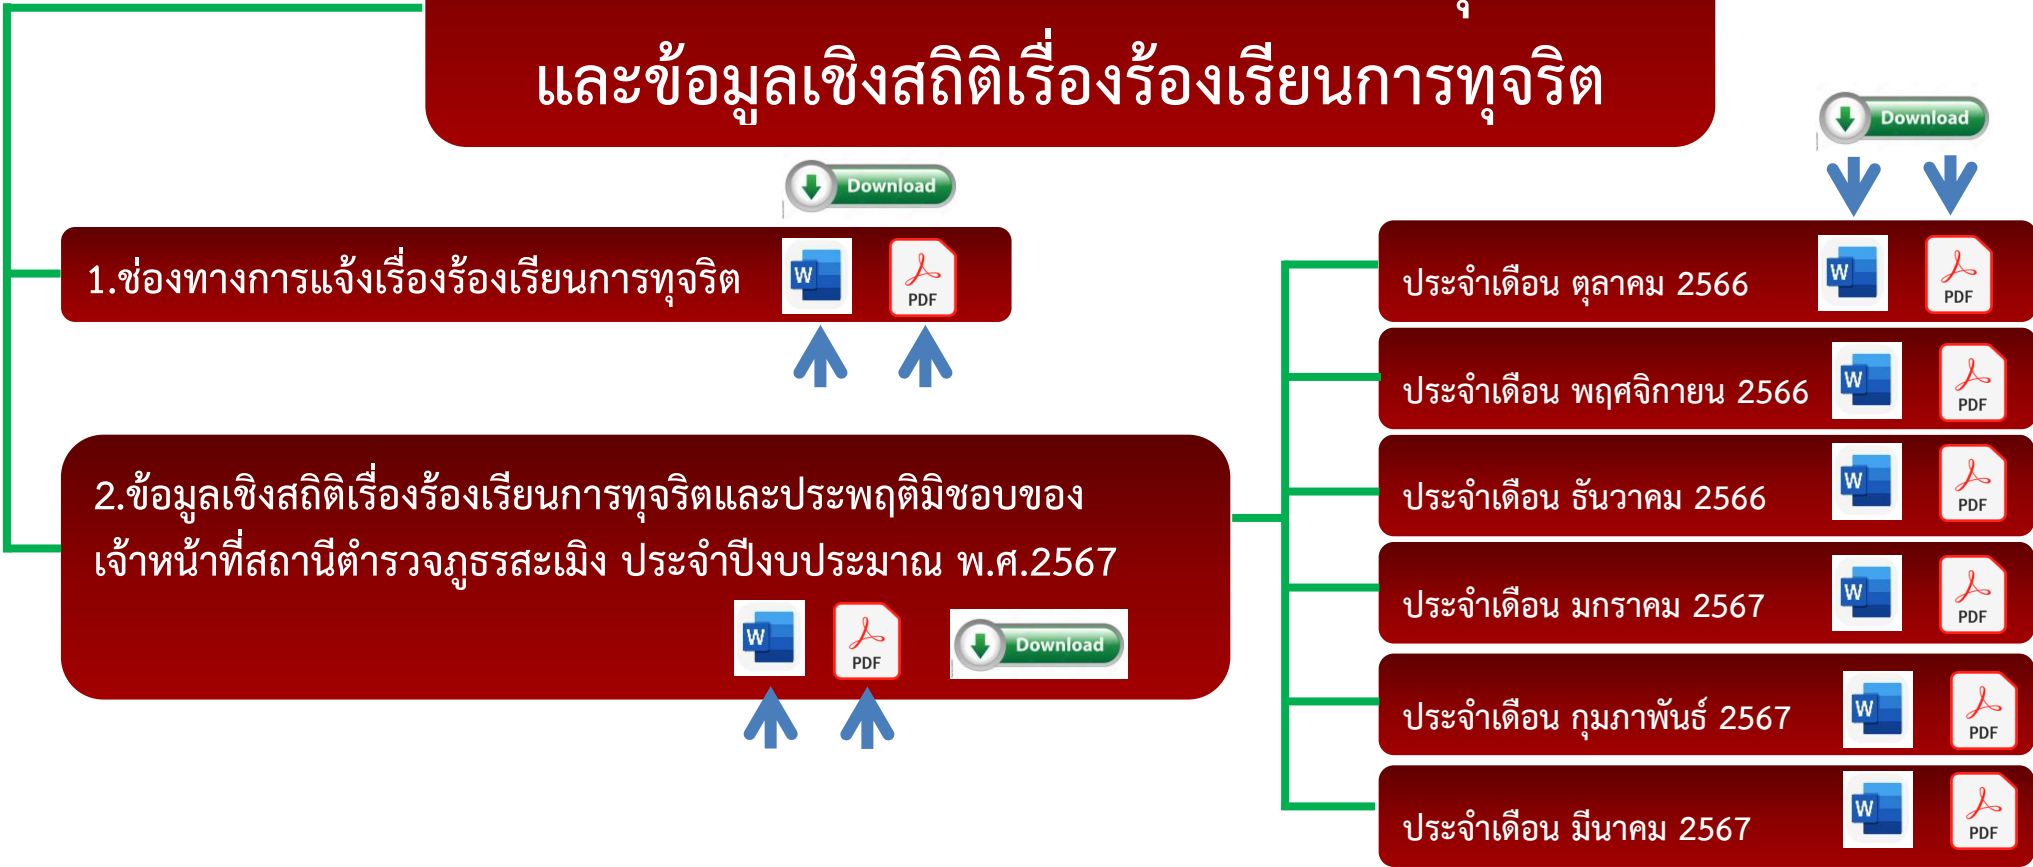 และข้อมูลเชิงสถิติเรื่องร้องเรียนการทุจริต
Download
Download
1.ช่องทางการแจ้งเรื่องร้องเรียนการทุจริต
W
PDF
2.ข้อมูลเชิงสถิติเรื่องร้องเรียนการทุจริตและประพฤติมิชอบของ
เจ้าหน้าที่สถานีตำรวจภูธรสะเมิง ประจำปีงบประมาณ พ.ศ.2567
W
PDF
Download
ประจำเดือน ตุลาคม 2566
W
PDF
ประจำเดือน พฤศจิกายน 2566
W
PDF
ประจำเดือน ธันวาคม 2566
W
PDF
ประจำเดือน มกราคม 2567
W
PDF
ประจำเดือน กุมภาพันธ์ 2567
W
PDF
ประจำเดือน มีนาคม 2567
W
PDF